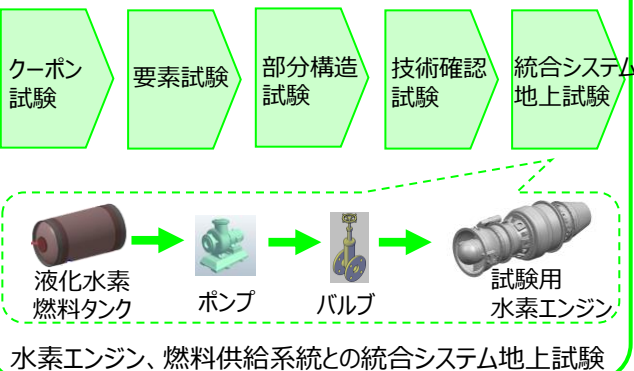 クーポン
試験
要素試験
部分構造
試験
技術確認
試験
統合システム
地上試験
液化水素
燃料タンク
ポンプ
バルブ
試験用
水素エンジン
水素エンジン、燃料供給系統との統合システム地上試験